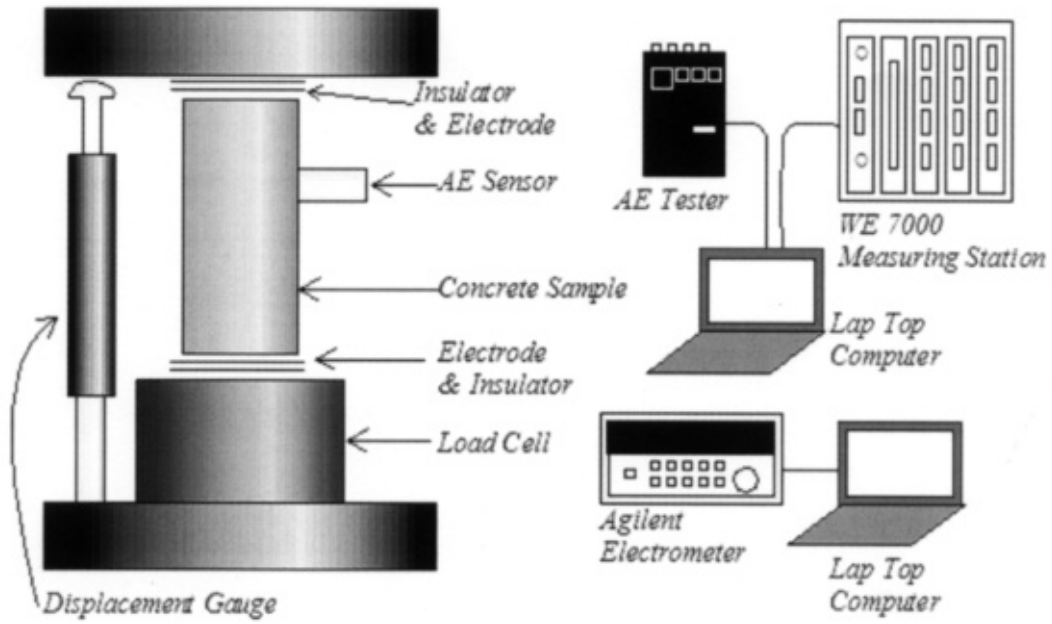 Insulator
& Electrode
AE Sensor
Concrete Sample
Electrode
& Insulator
Load Cell
Displacement Gauge
AE Tester
WE 7000
Measuring Station
Lap Top
Computer
Agilent
Electrometer
Lap Top
Computer